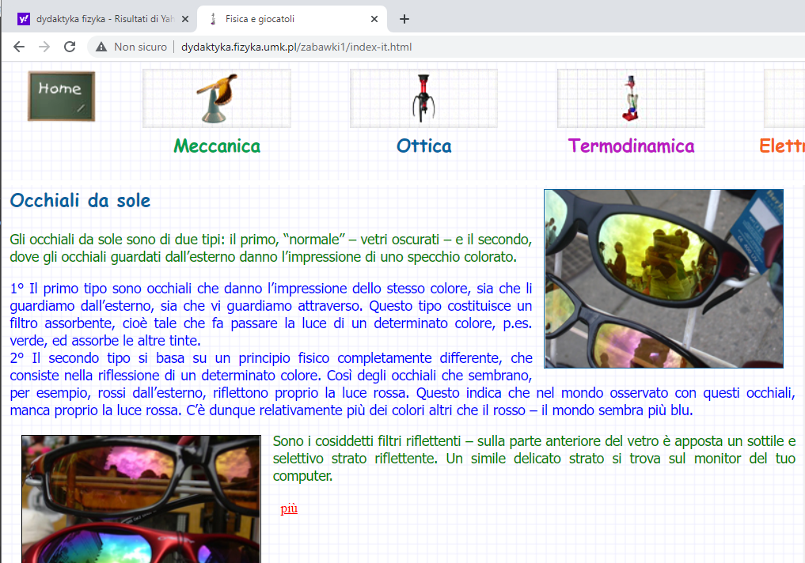 dydaktyka fizyka - Risultati di Yah
Fisica e giocatoli
Non sicuro
dydaktyka.fizyka.umk.pl/zabawki1/index-it.html
Home
Meccanica
Ottica
Termodinamica
Elettr
Occhiali da sole
Gli occhiali da sole sono di due tipi: il primo, “normale” – vetri oscurati – e il secondo,
dove gli occhiali guardati dall’esterno danno l’impressione di uno specchio colorato.
1° Il primo tipo sono occhiali che danno l’impressione dello stesso colore, sia che li
guardiamo dall’esterno, sia che vi guardiamo attraverso. Questo tipo costituisce un
filtro assorbente, cioè tale che fa passare la luce di un determinato colore, p.es.
verde, ed assorbe le altre tinte.
2° Il secondo tipo si basa su un principio fisico completamente differente, che
consiste nella riflessione di un determinato colore. Così degli occhiali che sembrano,
per esempio, rossi dall’esterno, riflettono proprio la luce rossa. Questo indica che nel mondo osservato con questi occhiali,
manca proprio la luce rossa. C’è dunque relativamente più dei colori altri che il rosso – il mondo sembra più blu.
Sono i cosiddetti filtri riflettenti – sulla parte anteriore del vetro è apposta un sottile e
selettivo strato riflettente. Un simile delicato strato si trova sul monitor del tuo
computer.
più